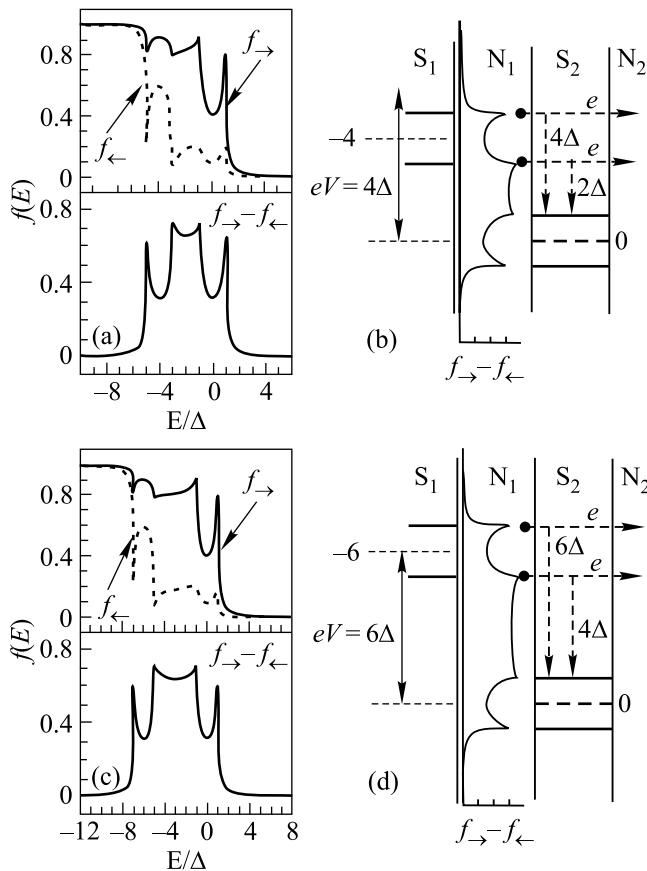 (a)
f→
f←
0.8
0.4
0
f(E)
f→−f←
0.8
0.4
0
−8 −4 0 4
E/Δ
(b)
S1 N1 S2 N2
−4
eV = 4Δ
e
4Δ
e
2Δ
0
f→−f←
(c)
f→
f←
0.8
0.4
0
f(E)
f→−f←
0.8
0.4
0
−12 −8 −4 0 4 8
E/Δ
(d)
S1 N1 S2 N2
−6
eV = 6Δ
e
6Δ
e
4Δ
0
f→−f←